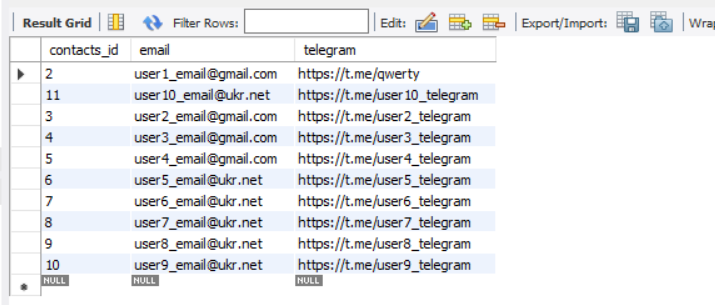 Result Grid Filter Rows: Edit: Export/Import: Wrap
contacts_id email telegram
2 user1_email@gmail.com https://t.me/qwerty
11 user10_email@ukr.net https://t.me/user10_telegram
3 user2_email@gmail.com https://t.me/user2_telegram
4 user3_email@gmail.com https://t.me/user3_telegram
5 user4_email@gmail.com https://t.me/user4_telegram
6 user5_email@ukr.net https://t.me/user5_telegram
7 user6_email@ukr.net https://t.me/user6_telegram
8 user7_email@ukr.net https://t.me/user7_telegram
9 user8_email@ukr.net https://t.me/user8_telegram
10 user9_email@ukr.net https://t.me/user9_telegram
NULL NULL NULL